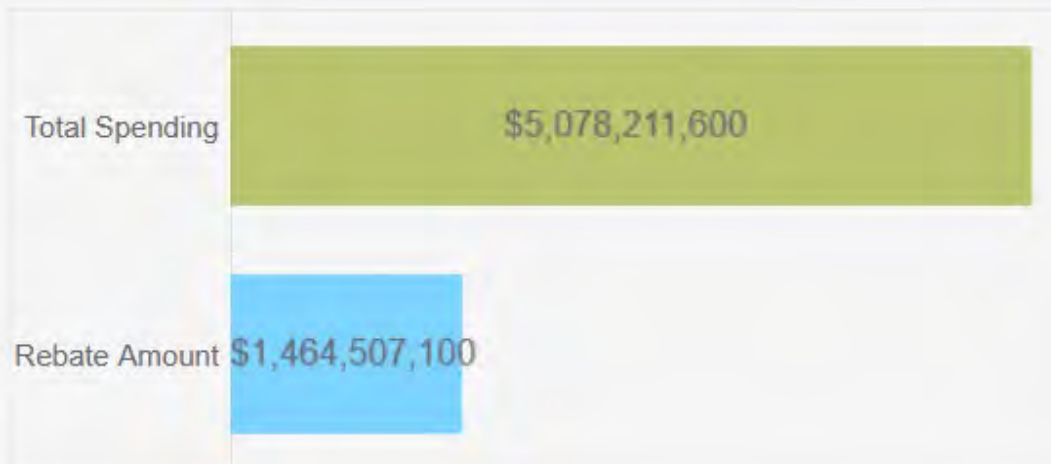 Total Spending $5,078,211,600
Rebate Amount $1,464,507,100